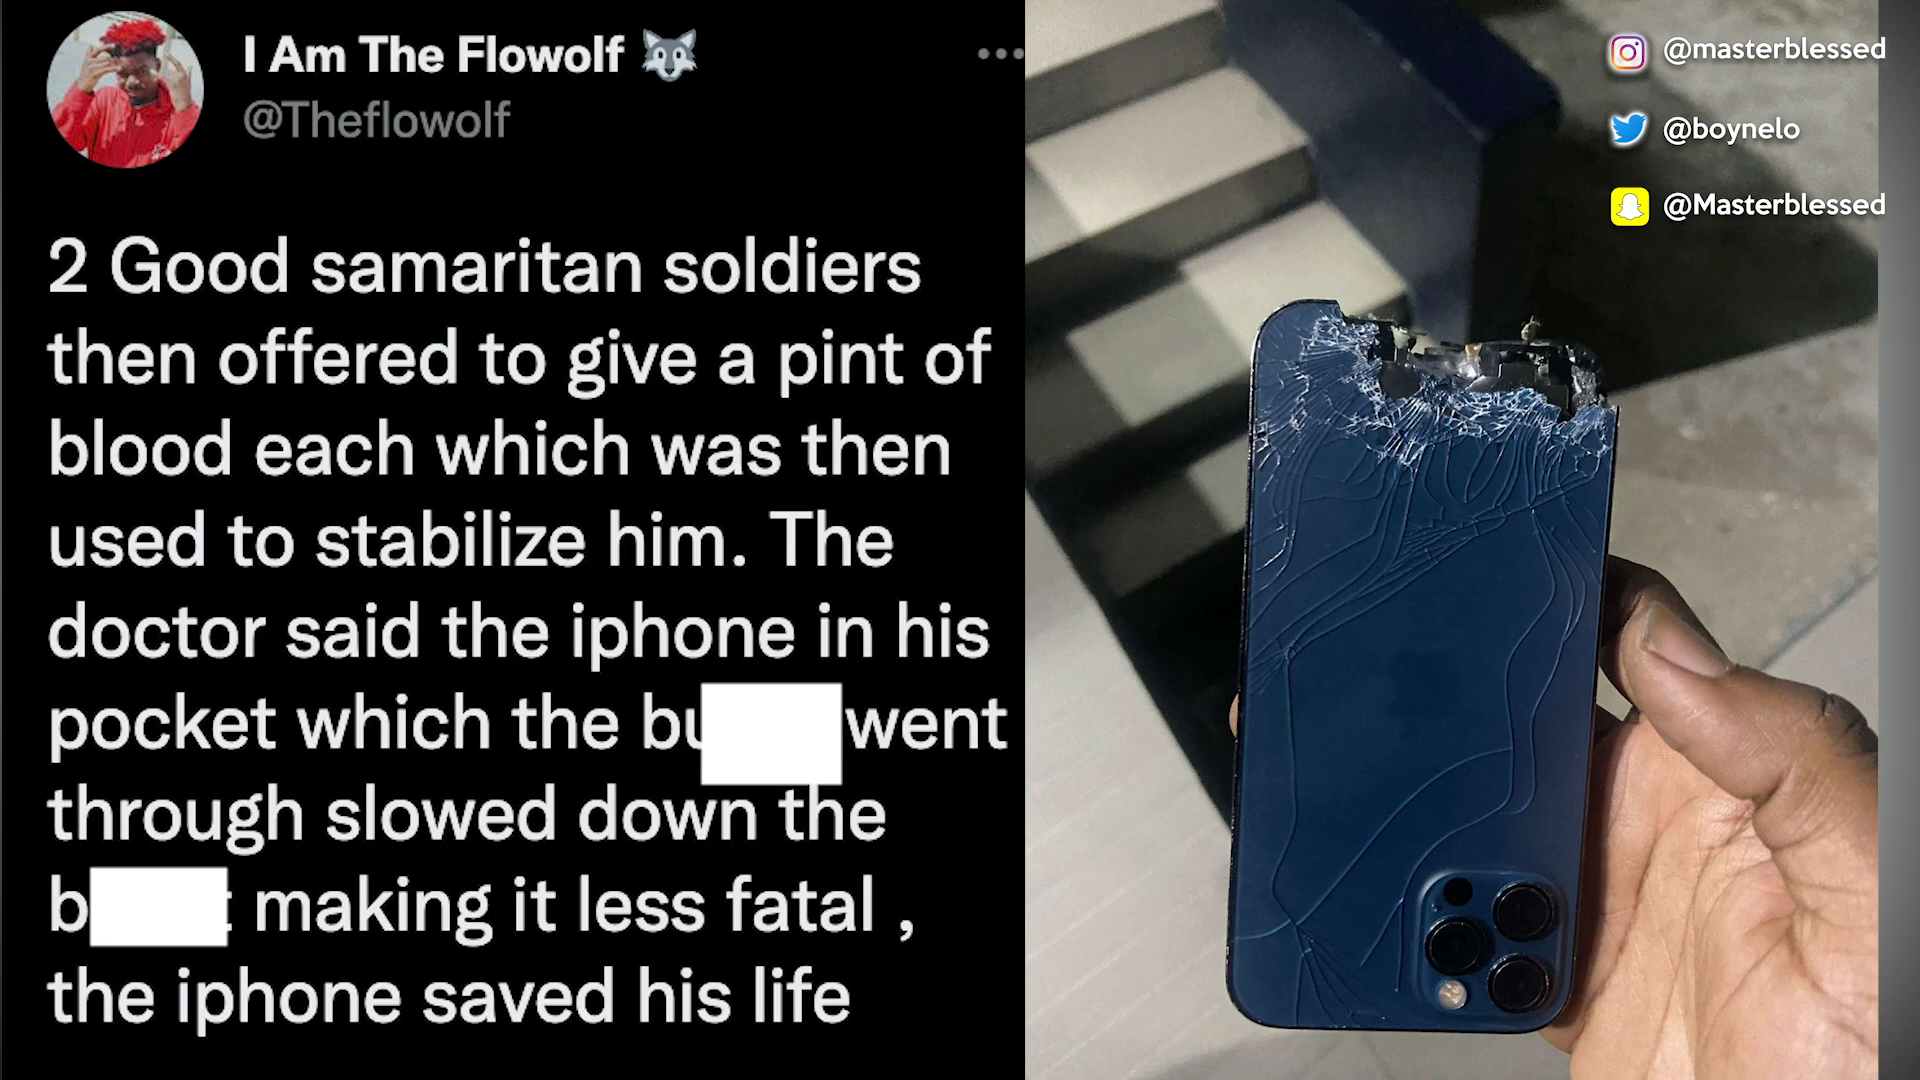 I Am The Flowolf 🐺
@Theflowolf
2 Good samaritan soldiers
then offered to give a pint of
blood each which was then
used to stabilize him. The
doctor said the iphone in his
pocket which the bu went
through slowed down the
b making it less fatal ,
the iphone saved his life
@masterblessed
@boynelo
@Masterblessed